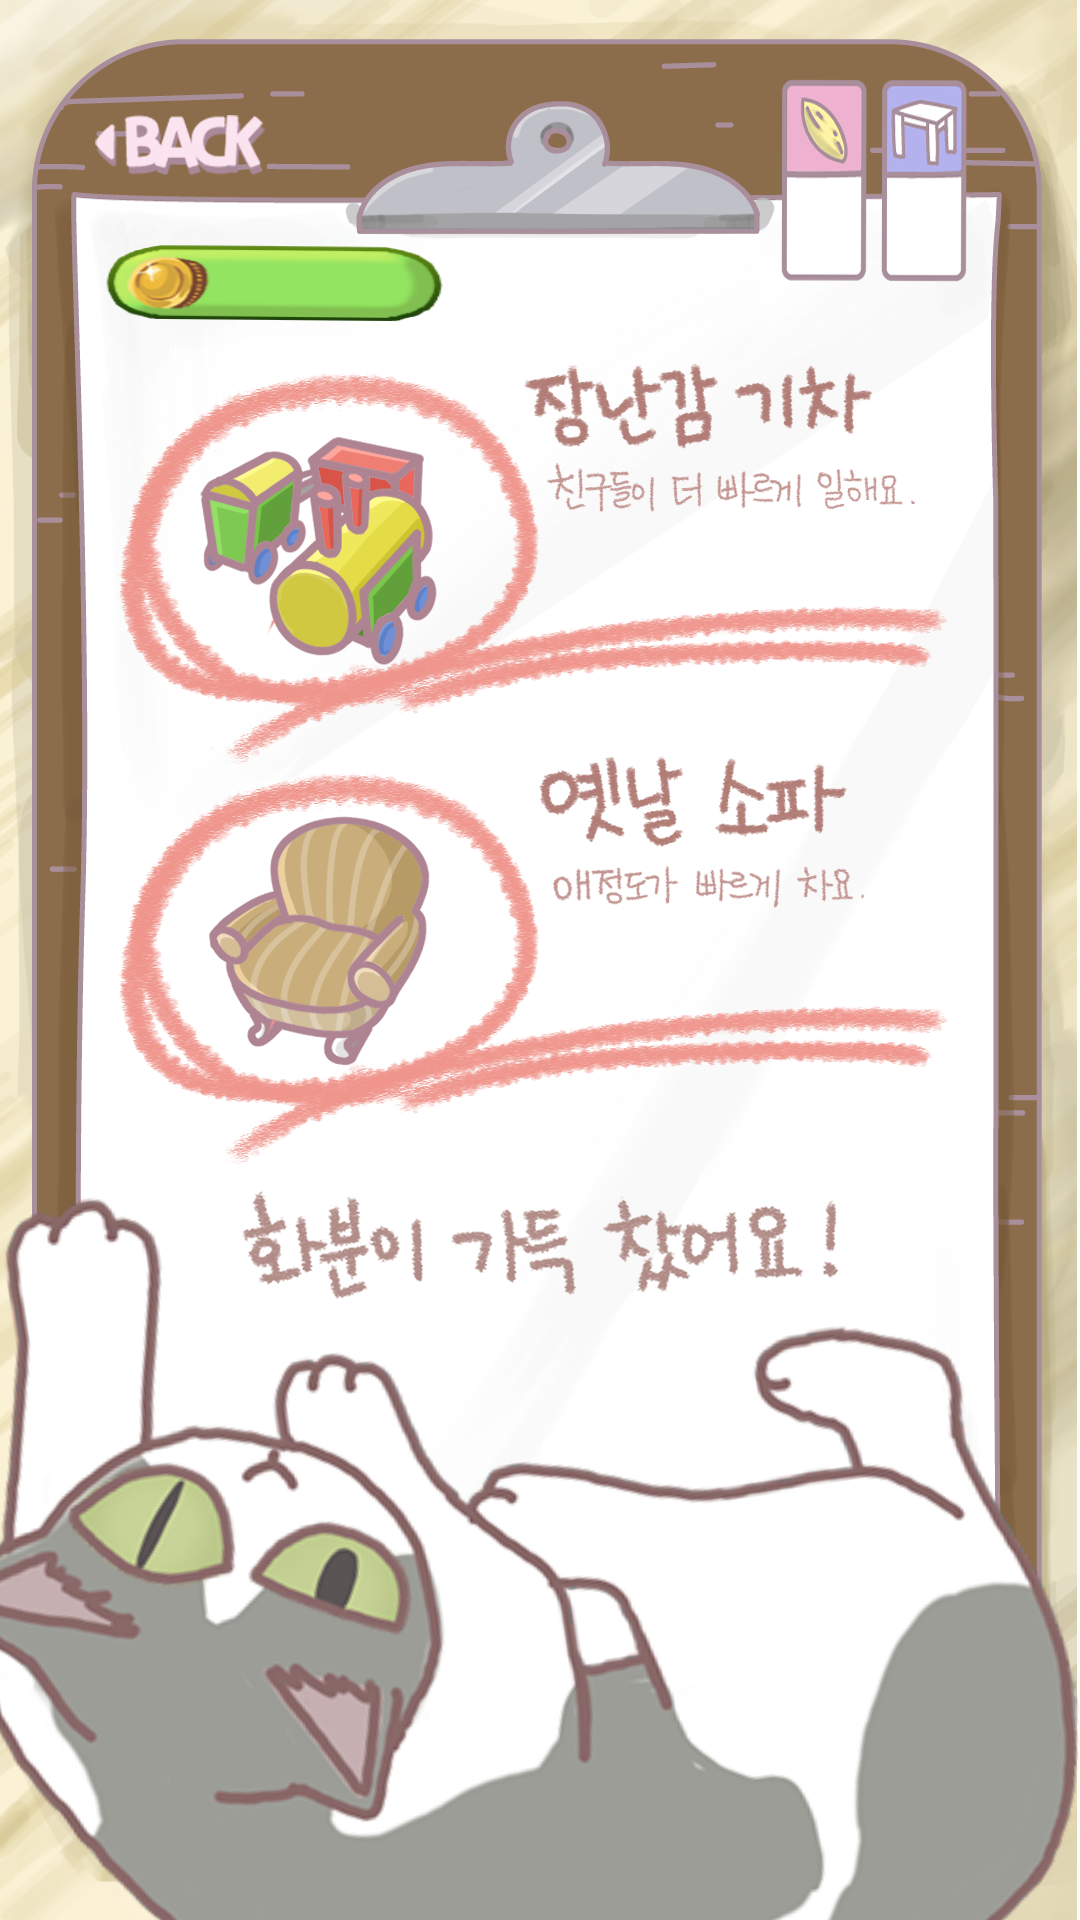 BACK
장난감 기차
친구들이 더 빠르게 일해요.
옛날 소파
애정도가 빠르게 차요.
화분이 가득 찼어요!